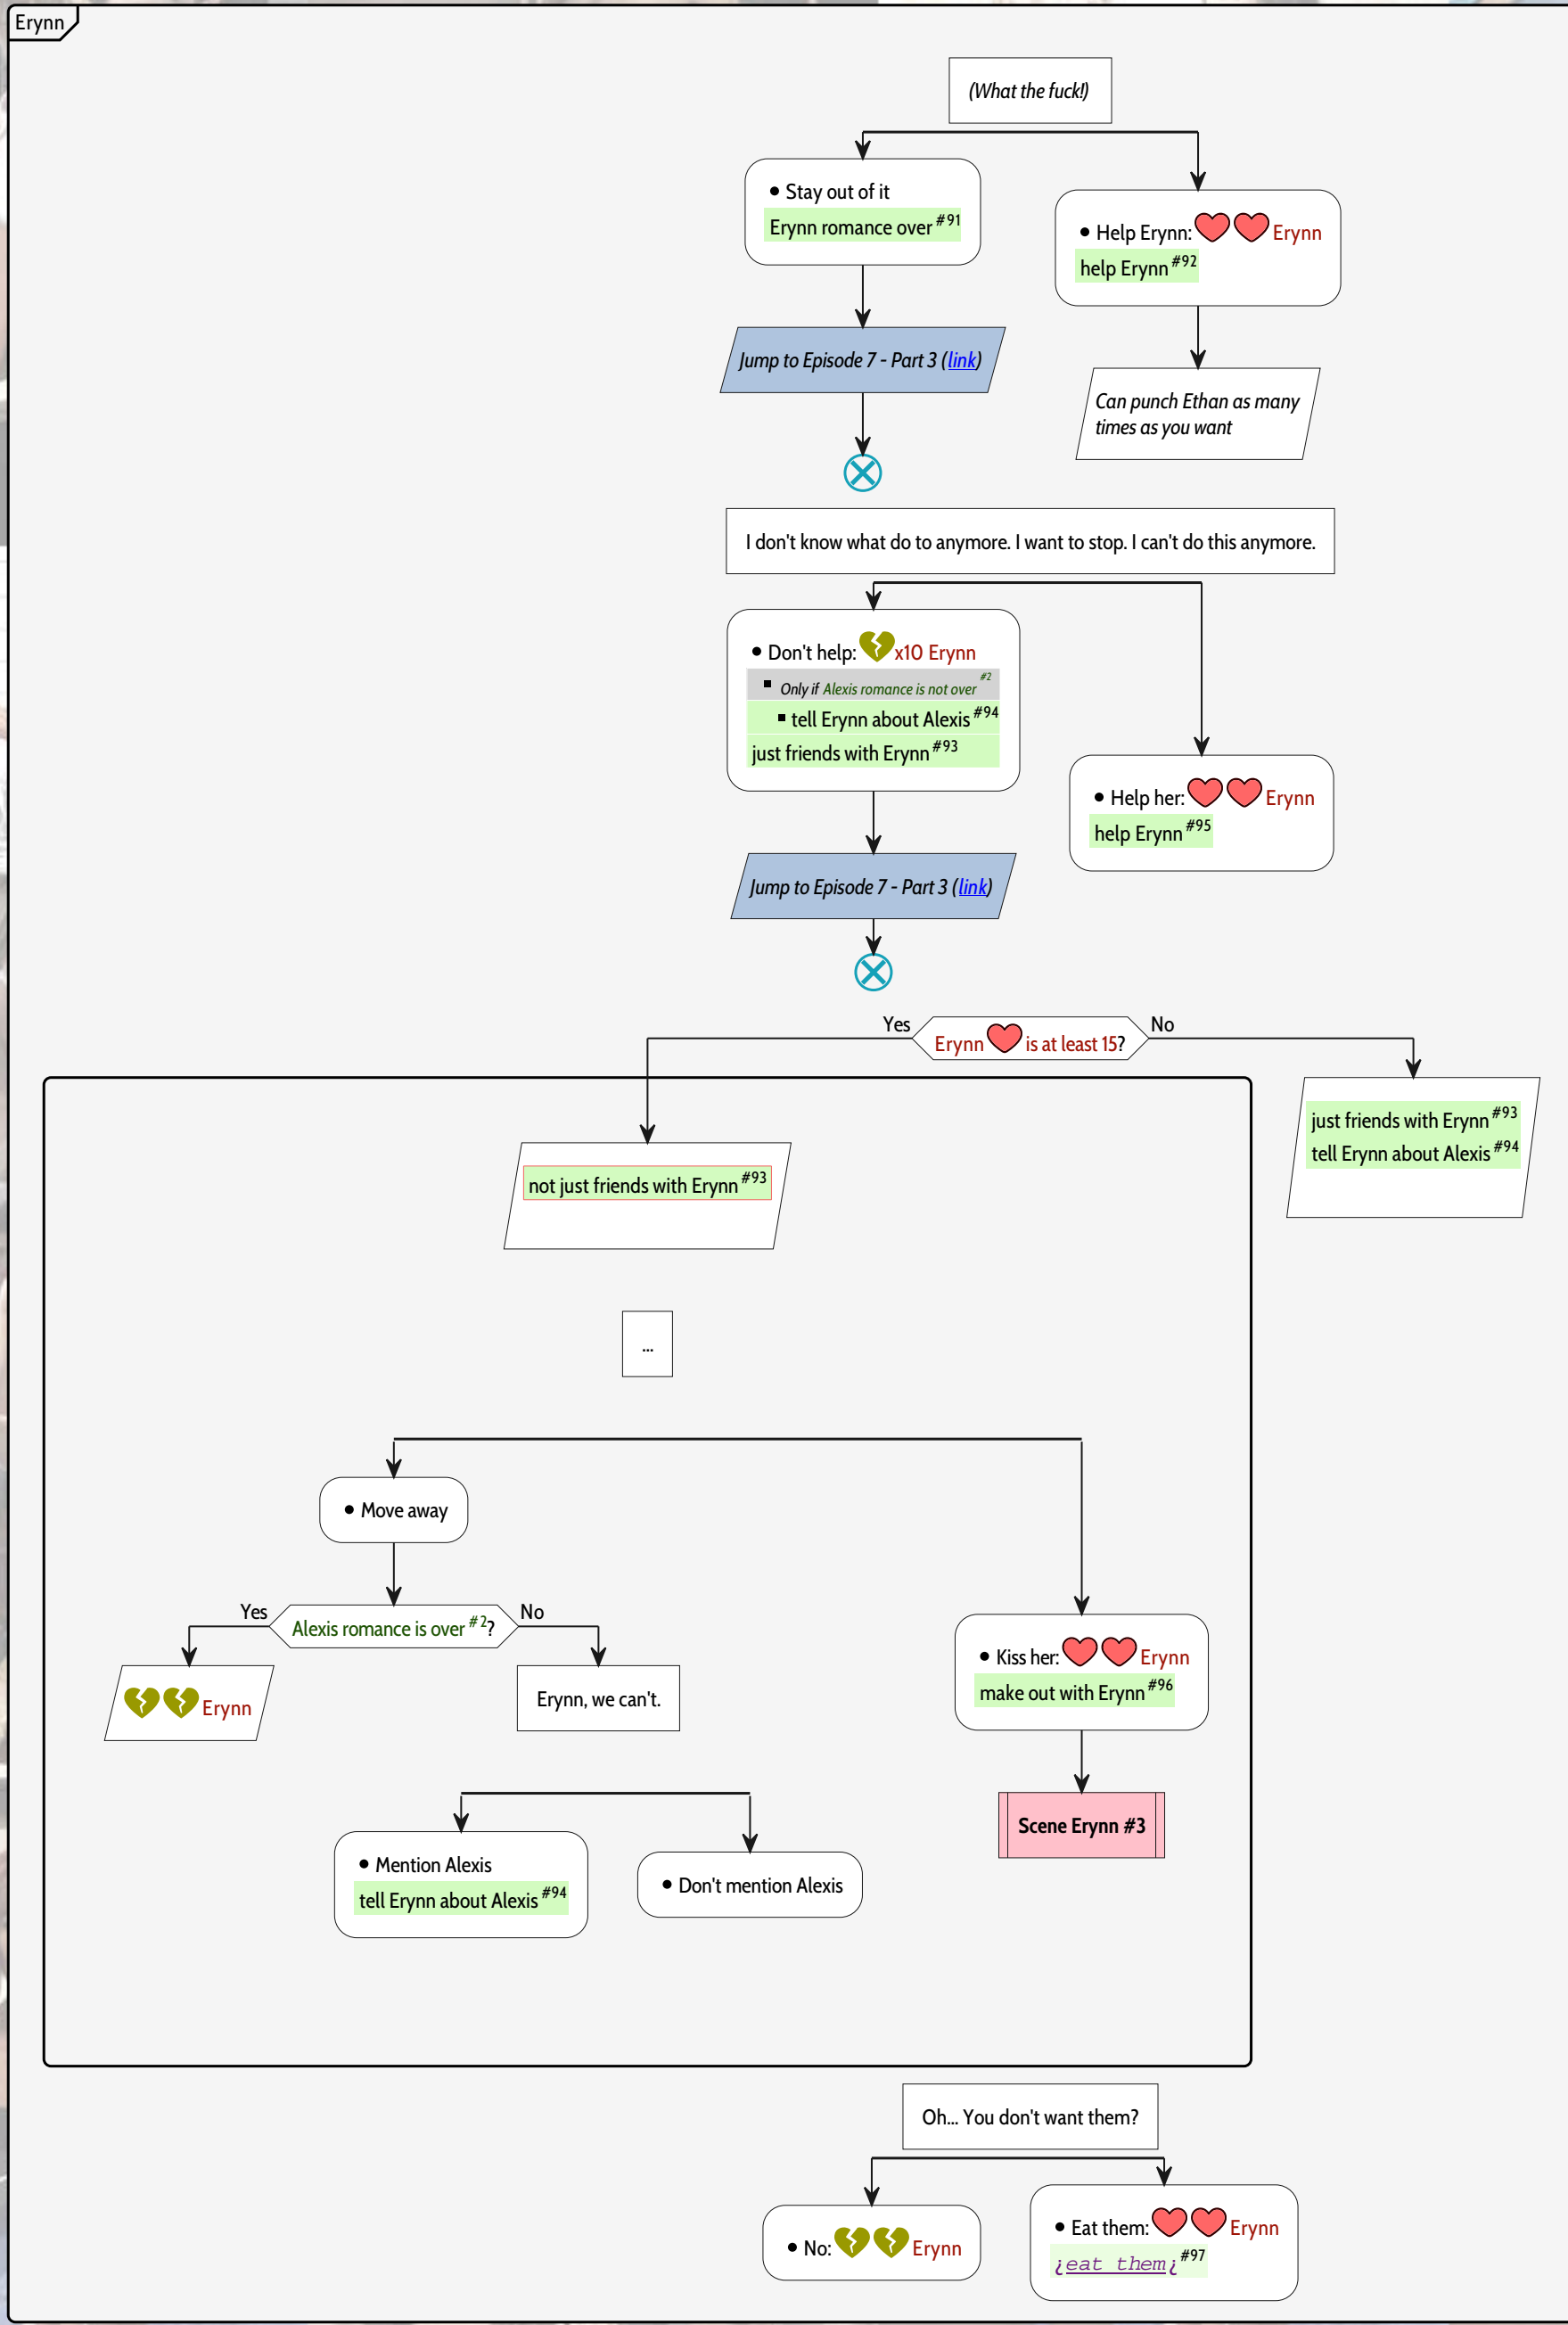 Erynn
(What the fuck!)
• Stay out of it
Erynn romance over #91
• Help Erynn: Erynn
help Erynn #92
Jump to Episode 7 - Part 3 (link)
Can punch Ethan as many
times as you want
I don't know what do to anymore. I want to stop. I can't do this anymore.
• Don't help: x10 Erynn
▪ Only if Alexis romance is not over #2
▪ tell Erynn about Alexis #94
just friends with Erynn #93
• Help her: Erynn
help Erynn #95
Jump to Episode 7 - Part 3 (link)
Yes
Erynn is at least 15?
No
just friends with Erynn #93
tell Erynn about Alexis #94
not just friends with Erynn #93
...
• Move away
Yes
Alexis romance is over #2?
No
Erynn
Erynn, we can't.
• Kiss her: Erynn
make out with Erynn #96
Scene Erynn #3
• Mention Alexis
tell Erynn about Alexis #94
• Don't mention Alexis
Oh... You don't want them?
• No: Erynn
• Eat them: Erynn
¿eat them¿ #97